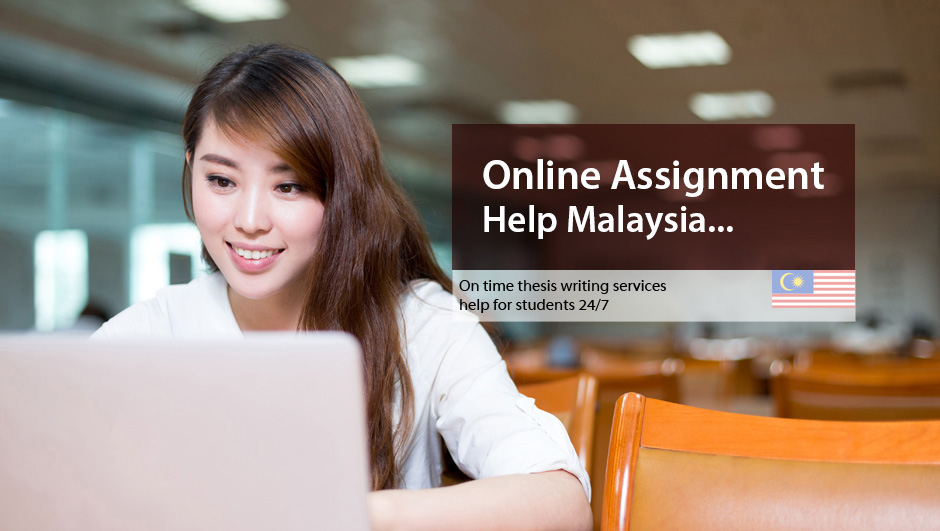 Online Assignment
Help Malaysia...
On time thesis writing services
help for students 24/7